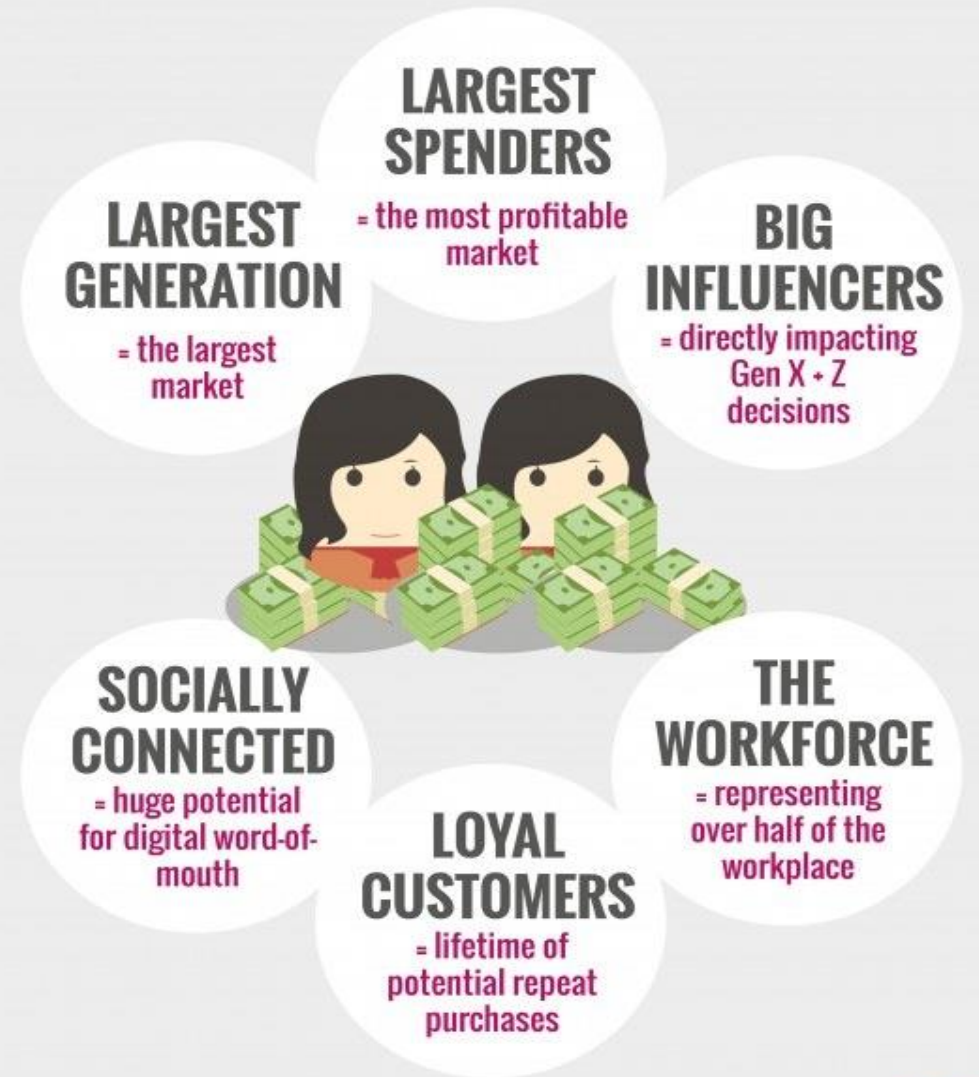 LARGEST
SPENDERS
= the most profitable
market
LARGEST
GENERATION
= the largest
market
BIG
INFLUENCERS
= directly impacting
Gen X + Z
decisions
SOCIALLY
CONNECTED
= huge potential
for digital word-of-
mouth
THE
WORKFORCE
= representing
over half of the
workplace
LOYAL
CUSTOMERS
= lifetime of
potential repeat
purchases